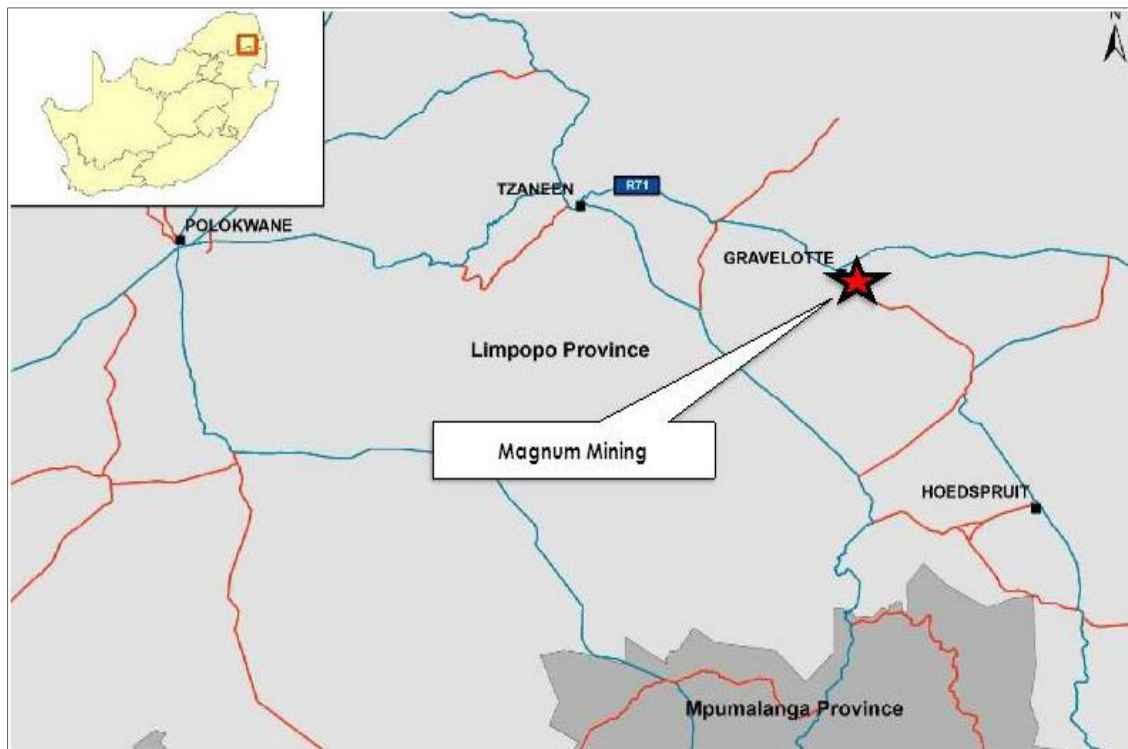 N
TZANEEN
R71
POLOKWANE
GRAVELOTTE
Limpopo Province
Magnum Mining
HOEDSPRUIT
Mpumalanga Province